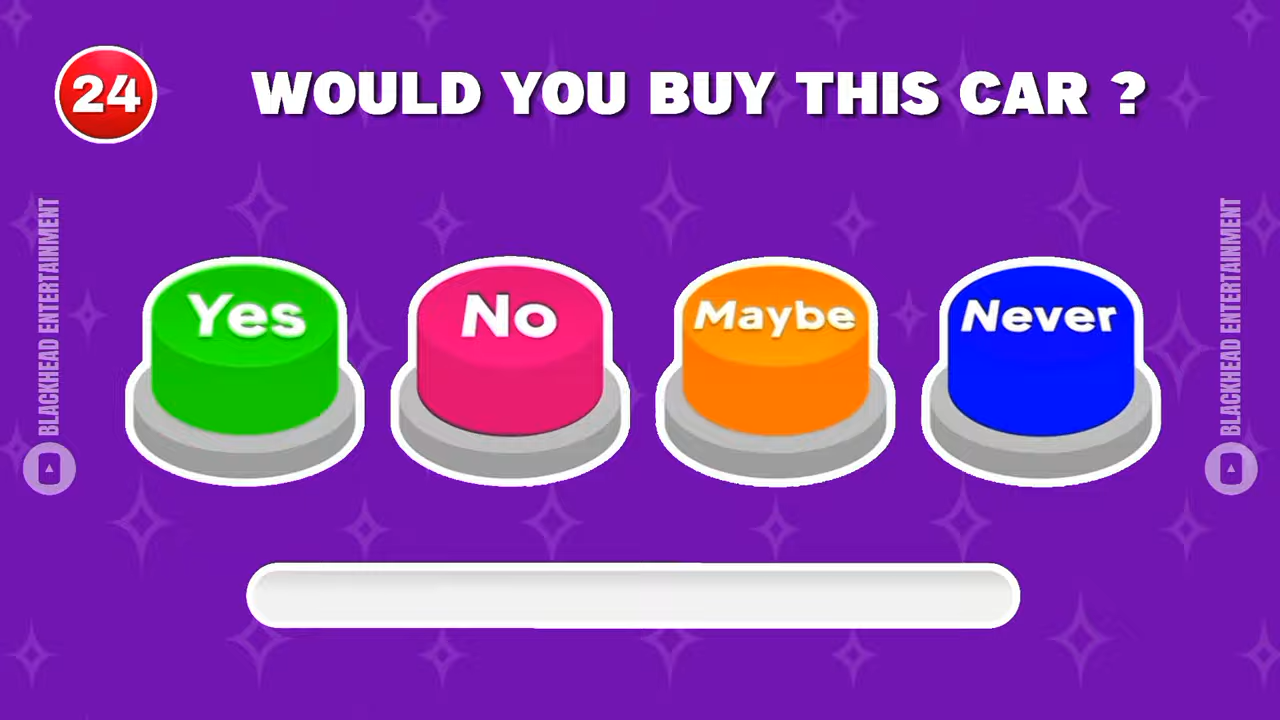 24
WOULD YOU BUY THIS CAR ?
BLACKHEAD ENTERTAINMENT
Yes
No
Maybe
Never
BLACKHEAD ENTERTAINMENT